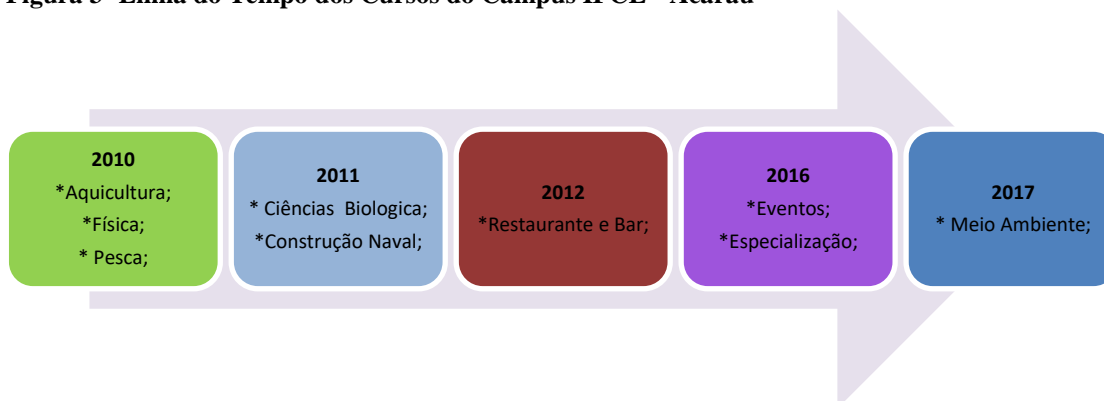 Figura 3- Linha do Tempo dos Cursos do Campus IFCE - Acaraú
2010
*Aquicultura;
*Física;
* Pesca;
2011
* Ciências Biologica;
*Construção Naval;
2012
*Restaurante e Bar;
2016
*Eventos;
*Especialização;
2017
* Meio Ambiente;